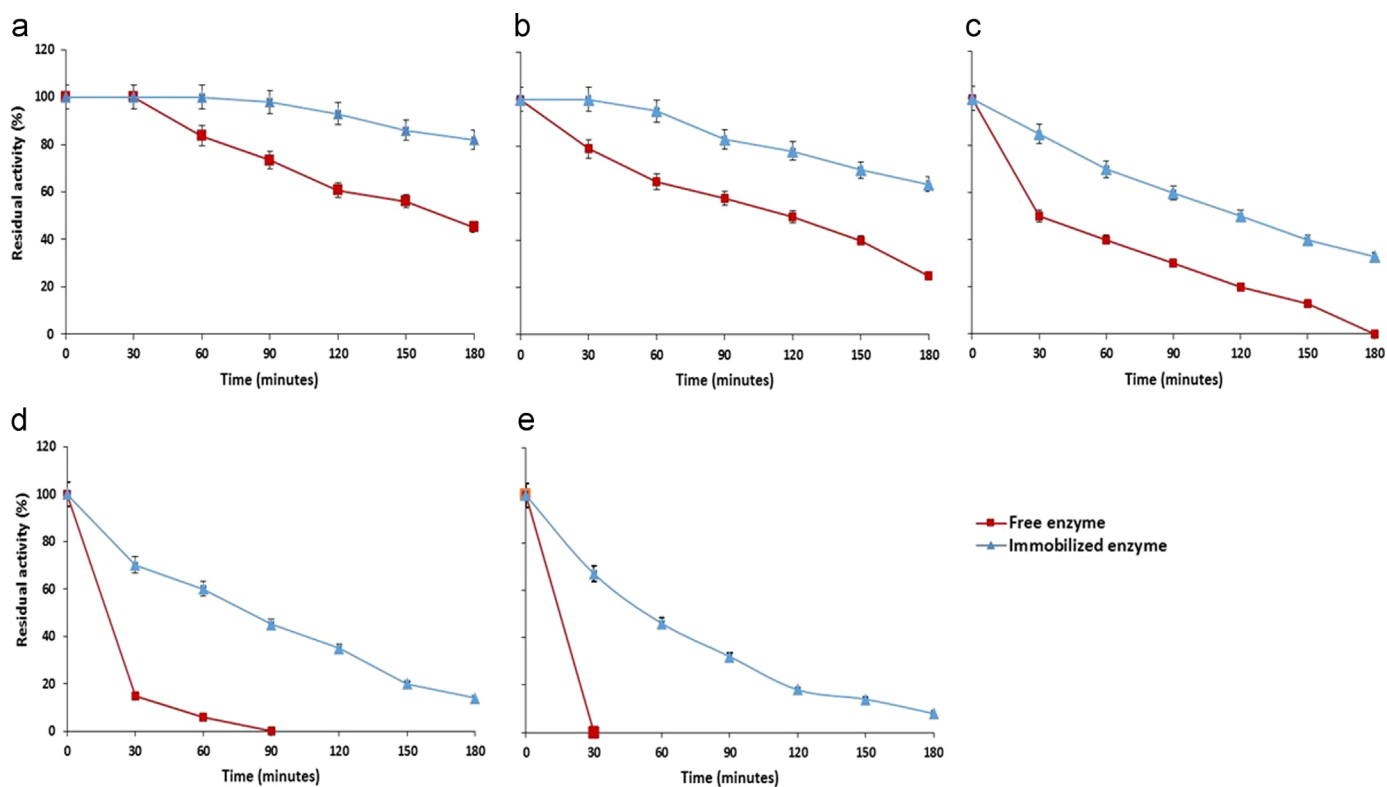 a
b
c
120
100
80
60
40
20
0
Residual activity (%)
0 30 60 90 120 150 180
Time (minutes)
0 30 60 90 120 150 180
Time (minutes)
0 30 60 90 120 150 180
Time (minutes)
d
e
120
100
80
60
40
20
0
Residual activity (%)
0 30 60 90 120 150 180
Time (minutes)
0 30 60 90 120 150 180
Time (minutes)
Free enzyme
Immobilized enzyme